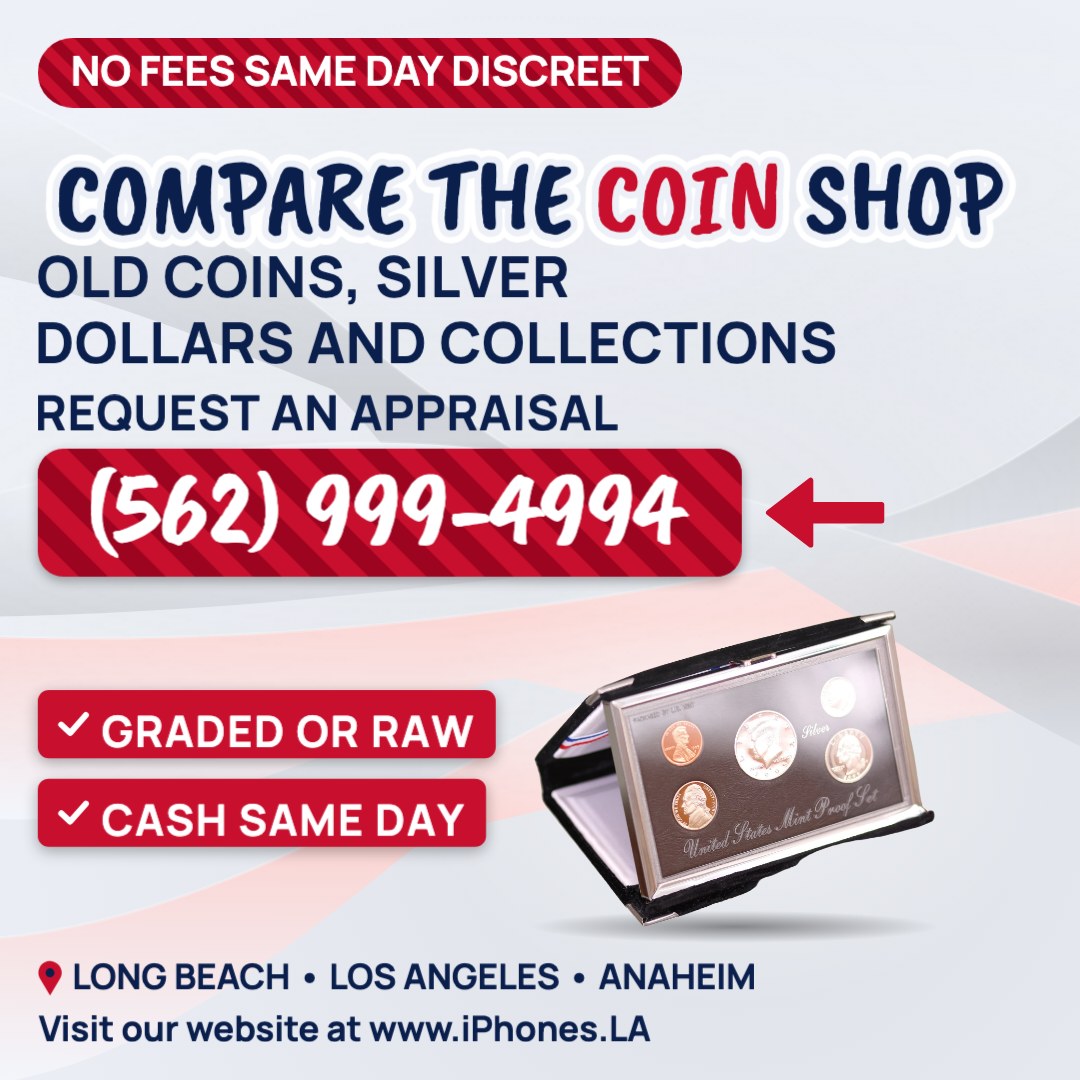 NO FEES SAME DAY DISCREET
COMPARE THE COIN SHOP
OLD COINS, SILVER
DOLLARS AND COLLECTIONS
REQUEST AN APPRAISAL
(562) 999-4994
GRADED OR RAW
CASH SAME DAY
Silver
United States Mint Proof Set
LONG BEACH • LOS ANGELES • ANAHEIM
Visit our website at www.iPhones.LA